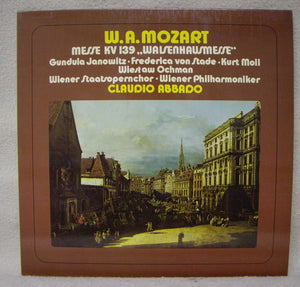 W.A.MOZART
MESSE KV 139 „WAISENHAUSMESSE"
Gundula Janowitz · Frederica von Stade · Kurt Moll
Wiesław Ochman
Wiener Staatsopernchor · Wiener Philharmoniker
CLAUDIO ABBADO